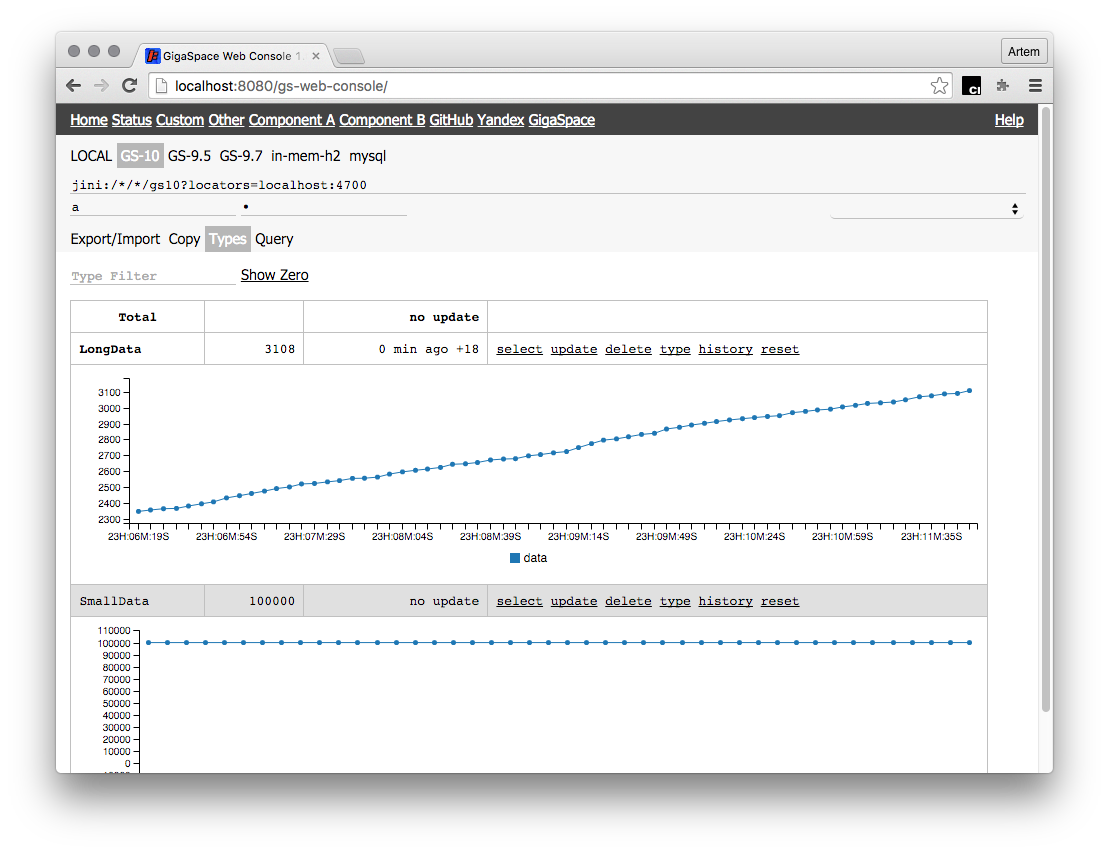 GigaSpace Web Console 1.
Artem
localhost:8080/gs-web-console/
Home Status Custom Other Component A Component B GitHub Yandex GigaSpace Help
LOCAL GS-10 GS-9.5 GS-9.7 in-mem-h2 mysql
jini:/*/*/gs10?locators=localhost:4700
a •
Export/Import Copy Types Query
Type Filter Show Zero
Total no update
LongData 3108 0 min ago +18 select update delete type history reset
3100
3000
2900
2800
2700
2600
2500
2400
2300
23H:06M:19S 23H:06M:54S 23H:07M:29S 23H:08M:04S 23H:08M:39S 23H:09M:14S 23H:09M:49S 23H:10M:24S 23H:10M:59S 23H:11M:35S
data
SmallData 100000 no update select update delete type history reset
110000
100000
90000
80000
70000
60000
50000
40000
30000
20000
10000
0